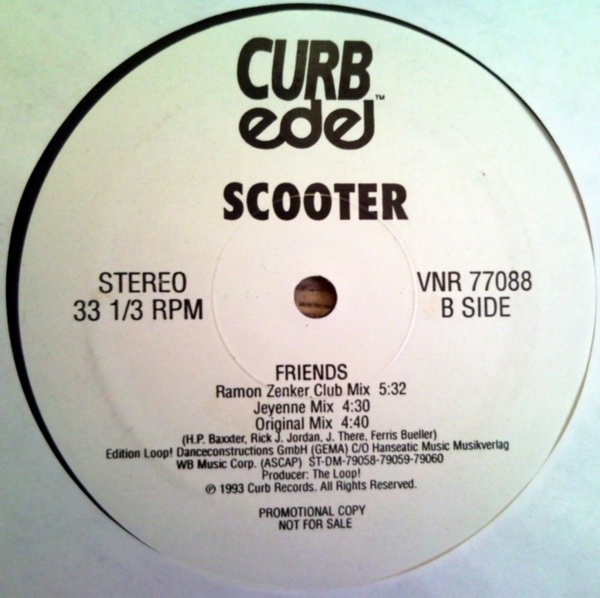 CURB
edel™
SCOOTER
STEREO
33 1/3 RPM
VNR 77088
B SIDE
FRIENDS
Ramon Zenker Club Mix 5:32
Jeyenne Mix 4:30
Original Mix 4:40
(H.P. Baxxter, Rick J. Jordan, J. There, Ferris Bueller)
Edition Loop! Danceconstructions GmbH (GEMA) C/O Hanseatic Music Musikverlag
WB Music Corp. (ASCAP) ST-DM-79058-79059-79060
Producer: The Loop!
℗ 1993 Curb Records. All Rights Reserved.
PROMOTIONAL COPY
NOT FOR SALE